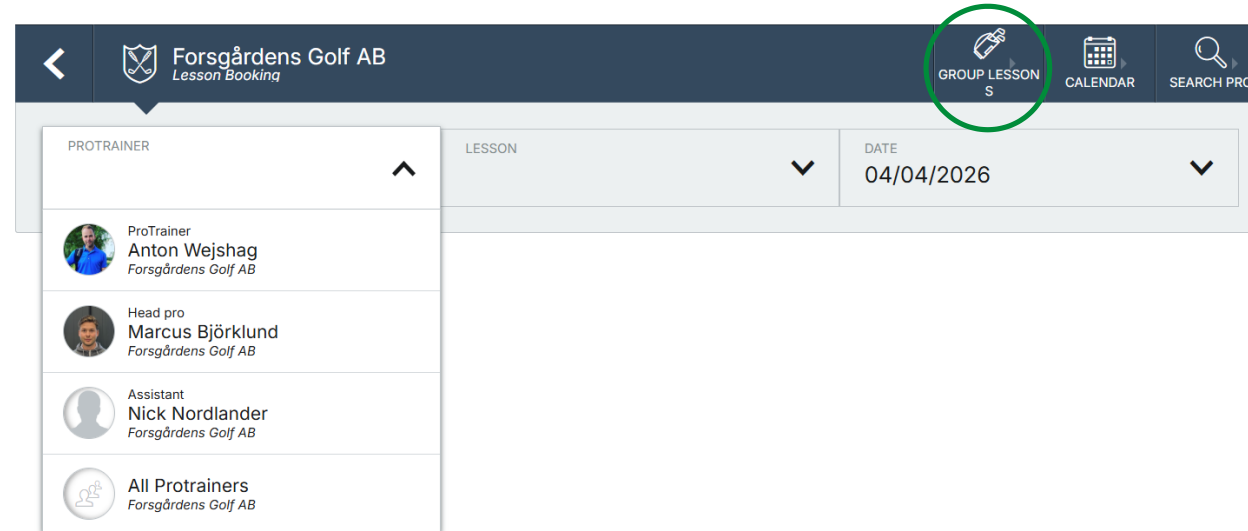 Forsgårdens Golf AB
Lesson Booking
GROUP LESSON
S
CALENDAR
SEARCH PRO
PROTRAINER
LESSON
DATE
04/04/2026
ProTrainer
Anton Wejshag
Forsgårdens Golf AB
Head pro
Marcus Björklund
Forsgårdens Golf AB
Assistant
Nick Nordlander
Forsgårdens Golf AB
All Protrainers
Forsgårdens Golf AB